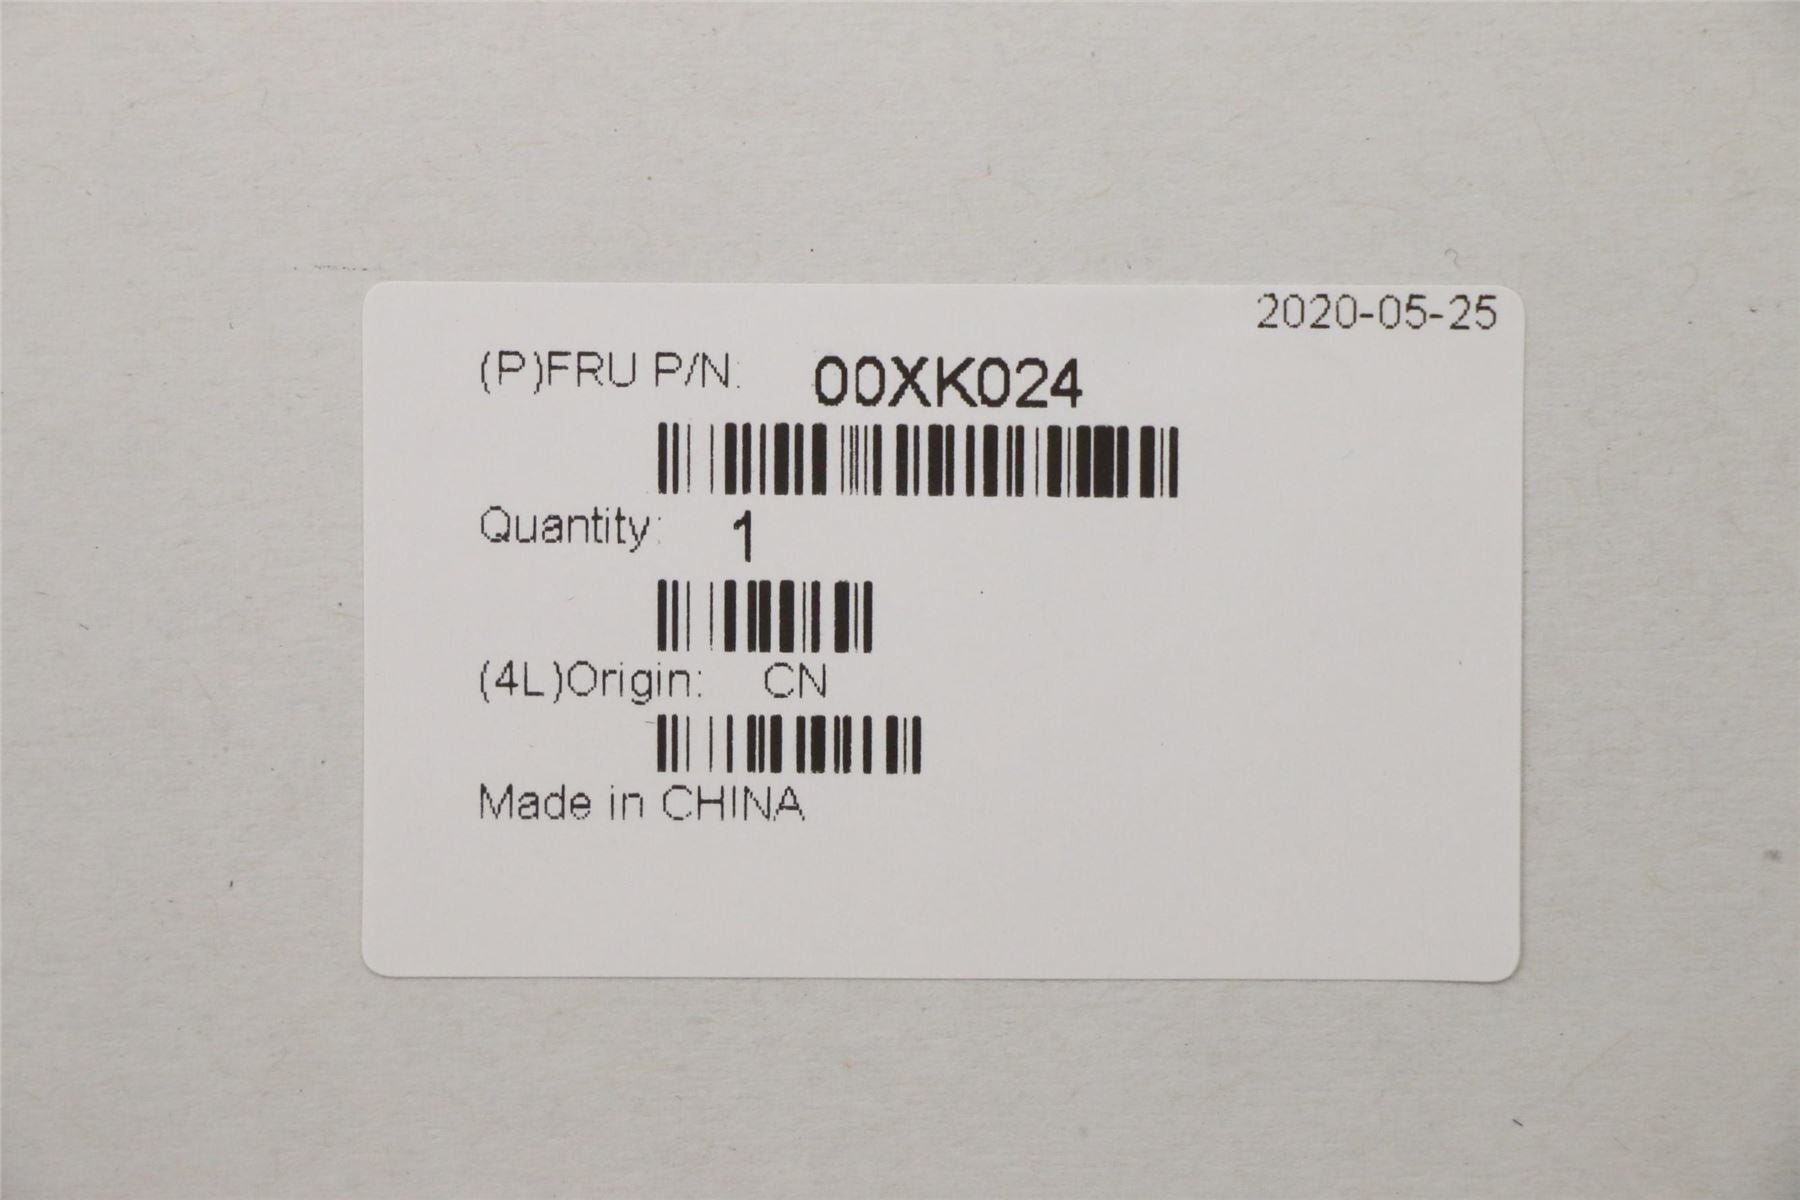 2020-05-25
(P)FRU P/N: 00XK024
Quantity: 1
(4L)Origin: CN
Made in CHINA